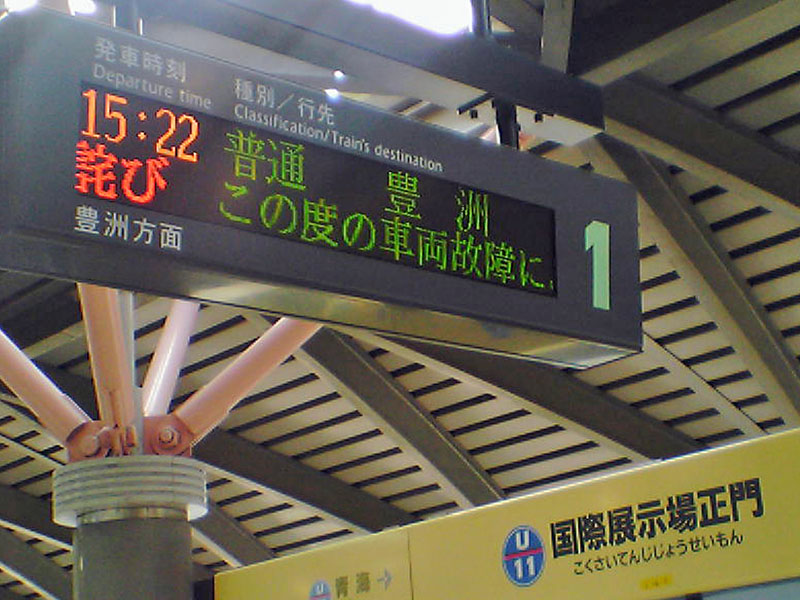 発車時刻
Departure time
種別／行先
Classification/Train's destination
15:22
普通 豊洲
詫び
この度の車両故障に
豊洲方面
1
U
11
国際展示場正門
こくさいてんじじょうせいもん
U
青海